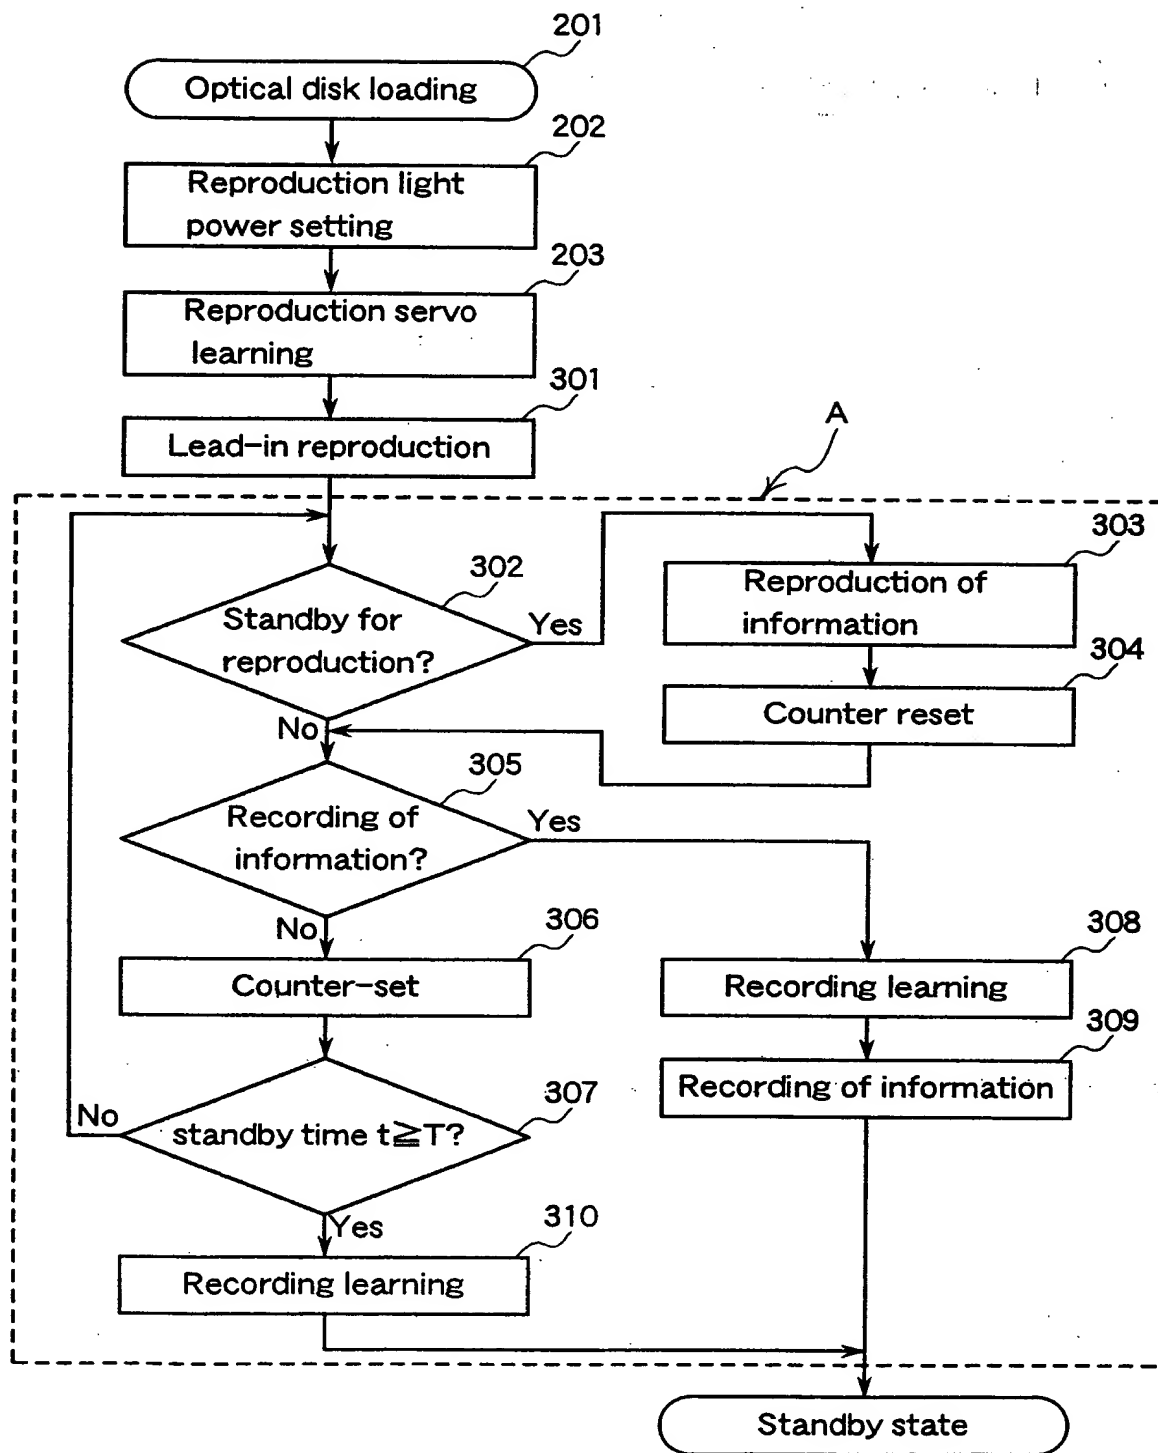 201
Optical disk loading
202
Reproduction light
power setting
203
Reproduction servo
learning
301
Lead-in reproduction
A
302
Standby for
reproduction?
Yes
303
Reproduction of
information
304
Counter reset
No
305
Recording of
information?
Yes
No
306
Counter-set
308
Recording learning
309
Recording of information
307
standby time t≧T?
No
Yes
310
Recording learning
Standby state